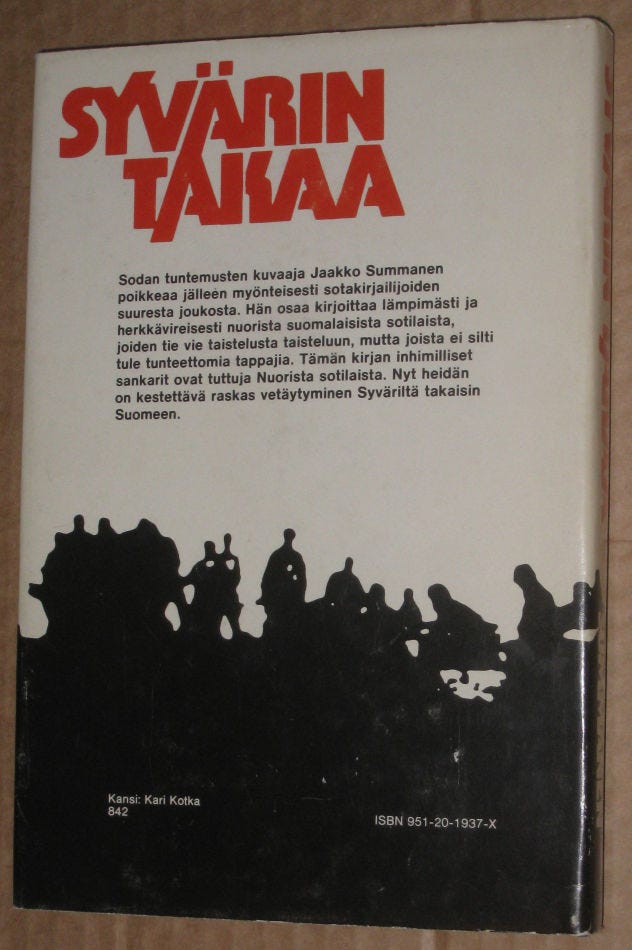 SYVÄRIN
TAKAA
Sodan tuntemusten kuvaaja Jaakko Summanen
poikkeaa jälleen myönteisesti sotakirjailijoiden
suuresta joukosta. Hän osaa kirjoittaa lämpimästi ja
herkkävireisesti nuorista suomalaisista sotilaista,
joiden tie vie taistelusta taisteluun, mutta joista ei silti
tule tunteettomia tappajia. Tämän kirjan inhimilliset
sankarit ovat tuttuja Nuorista sotilaista. Nyt heidän
on kestettävä raskas vetäytyminen Syväriltä takaisin
Suomeen.
Kansi: Kari Kotka
842
ISBN 951-20-1937-X